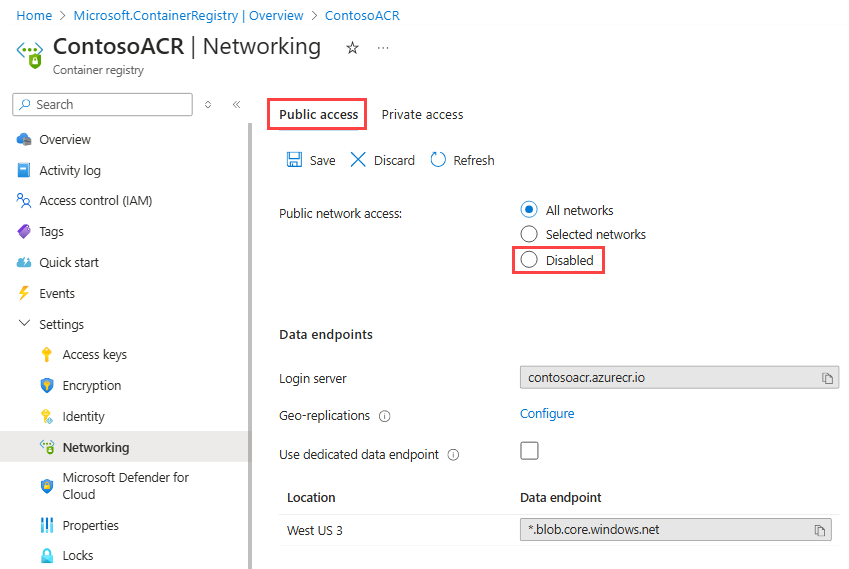 Home > Microsoft.ContainerRegistry | Overview > ContosoACR
ContosoACR | Networking
Container registry
Search
Overview
Activity log
Access control (IAM)
Tags
Quick start
Events
Settings
Access keys
Encryption
Identity
Networking
Microsoft Defender for
Cloud
Properties
Locks
Public access Private access
Save Discard Refresh
Public network access:
All networks
Selected networks
Disabled
Data endpoints
Login server contosoacr.azurecr.io
Geo-replications Configure
Use dedicated data endpoint
Location Data endpoint
West US 3 *.blob.core.windows.net